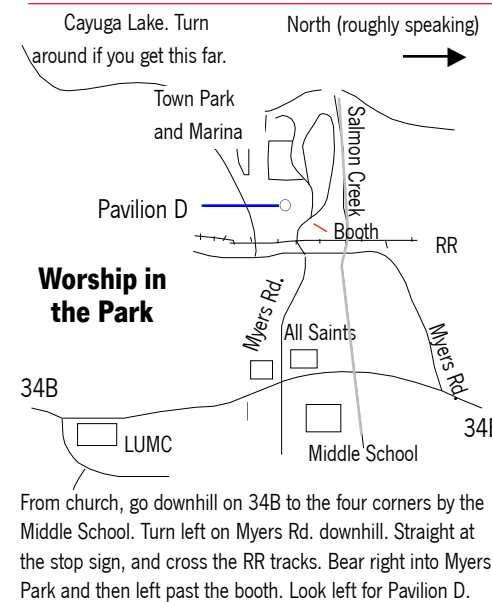 Cayuga Lake. Turn
around if you get this far.
North (roughly speaking)
Town Park
and Marina
Salmon Creek
Pavilion D
Booth
RR
Worship in
the Park
Myers Rd.
All Saints
Myers Rd.
34B
34B
LUMC
Middle School
From church, go downhill on 34B to the four corners by the
Middle School. Turn left on Myers Rd. downhill. Straight at
the stop sign, and cross the RR tracks. Bear right into Myers
Park and then left past the booth. Look left for Pavilion D.